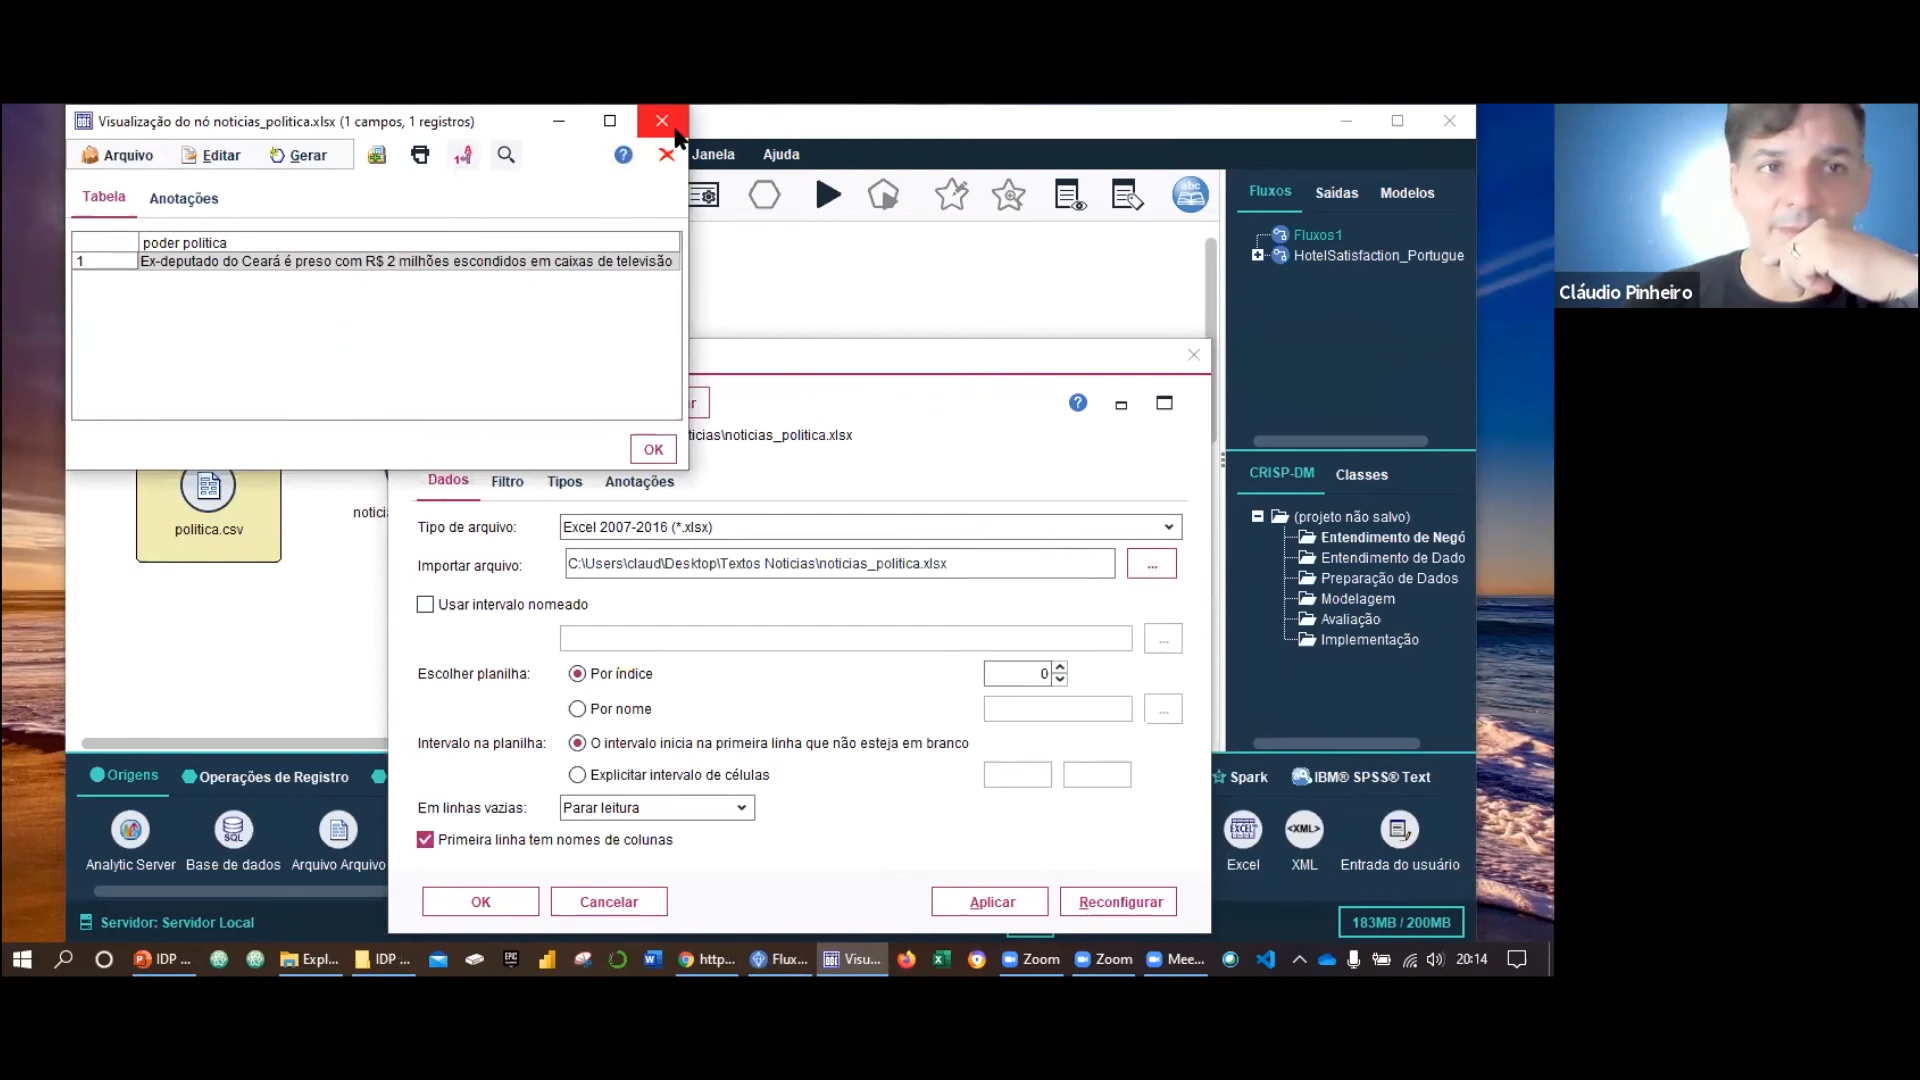 Visualização do nó noticias_politica.xlsx (1 campos, 1 registros)
Arquivo Editar Gerar
Janela Ajuda
Tabela Anotações
poder politica
1 Ex-deputado do Ceará é preso com R$ 2 milhões escondidos em caixas de televisão
OK
abc
Fluxos Saídas Modelos
Fluxos1
HotelSatisfaction_Portugue
Cláudio Pinheiro
ar
ticias\noticias_politica.xlsx
politica.csv
notici
Dados Filtro Tipos Anotações
Tipo de arquivo: Excel 2007-2016 (*.xlsx)
Importar arquivo: C:\Users\claud\Desktop\Textos Noticias\noticias_politica.xlsx ...
Usar intervalo nomeado
...
Escolher planilha: Por índice 0
Por nome ...
Intervalo na planilha: O intervalo inicia na primeira linha que não esteja em branco
Explicitar intervalo de células
Em linhas vazias: Parar leitura
Primeira linha tem nomes de colunas
OK Cancelar Aplicar Reconfigurar
CRISP-DM Classes
(projeto não salvo)
Entendimento de Negó
Entendimento de Dado
Preparação de Dados
Modelagem
Avaliação
Implementação
Origens Operações de Registro
Spark IBM® SPSS® Text
SQL
EXCEL <XML>
Analytic Server Base de dados Arquivo Arquivo
Excel XML Entrada do usuário
Servidor: Servidor Local
183MB / 200MB
IDP ... Expl... IDP ... EPIC http... Flux... Visu... Zoom Zoom Mee... 20:14